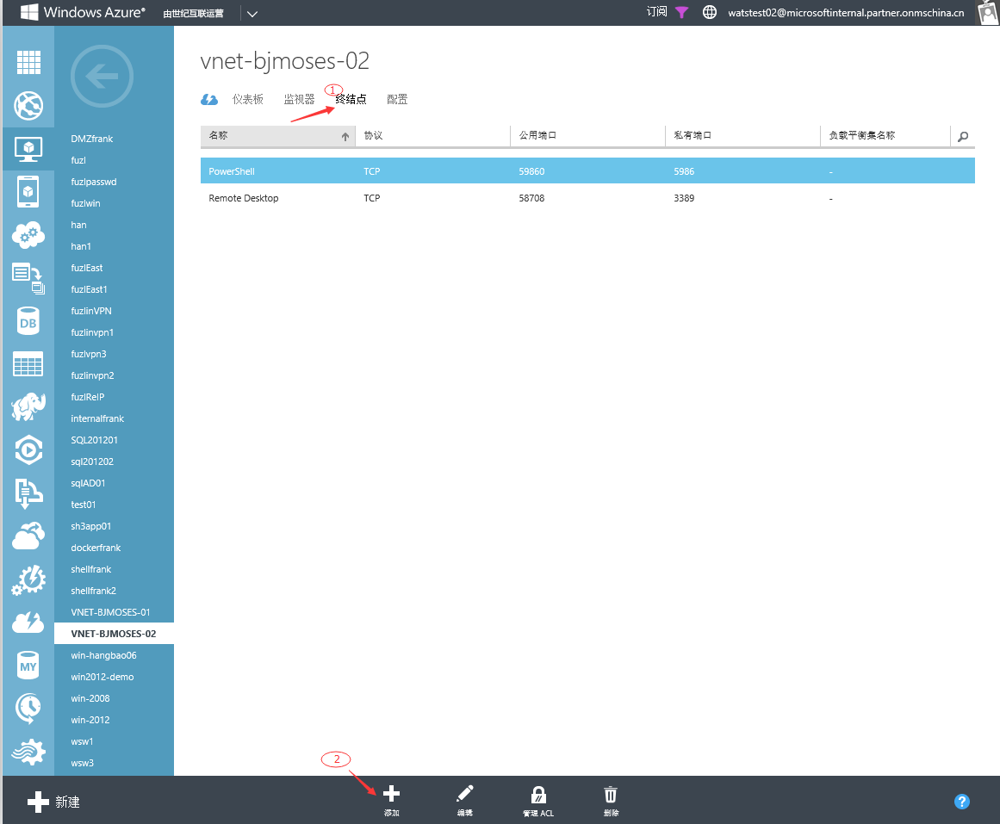 Windows Azure® 由世纪互联运营 订阅 watstest02@microsoftinternal.partner.onmschina.cn
vnet-bjmoses-02
仪表板 监视器 1 终结点 配置
名称 协议 公用端口 私有端口 负载平衡集名称
PowerShell TCP 59860 5986 -
Remote Desktop TCP 58708 3389 -
DMZfrank
fuzl
fuzlpasswd
fuzlwin
han
han1
fuzlEast
fuzlEast1
fuzlinVPN
fuzlinvpn1
fuzlvpn3
fuzlinvpn2
fuzlReIP
internalfrank
SQL201201
sql201202
sqlAD01
test01
sh3app01
dockerfrank
shellfrank
shellfrank2
VNET-BJMOSES-01
VNET-BJMOSES-02
win-hangbao06
win2012-demo
win-2008
win-2012
wsw1
wsw3
DB
MY
2
新建 添加 编辑 管理 ACL 删除 ?